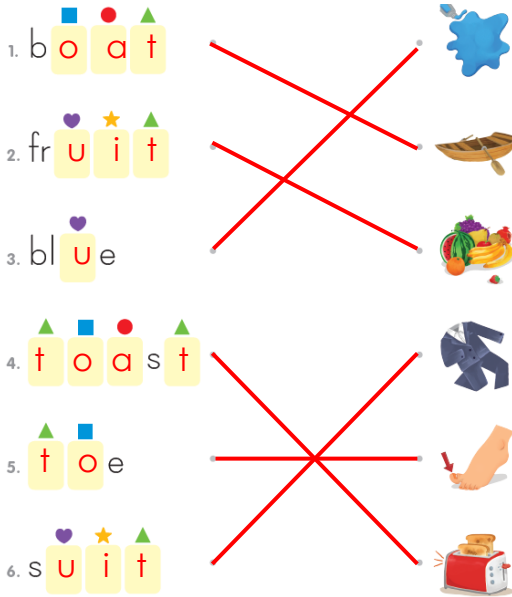 1. boat
2. fruit
3. blue
4. toast
5. toe
6. suit